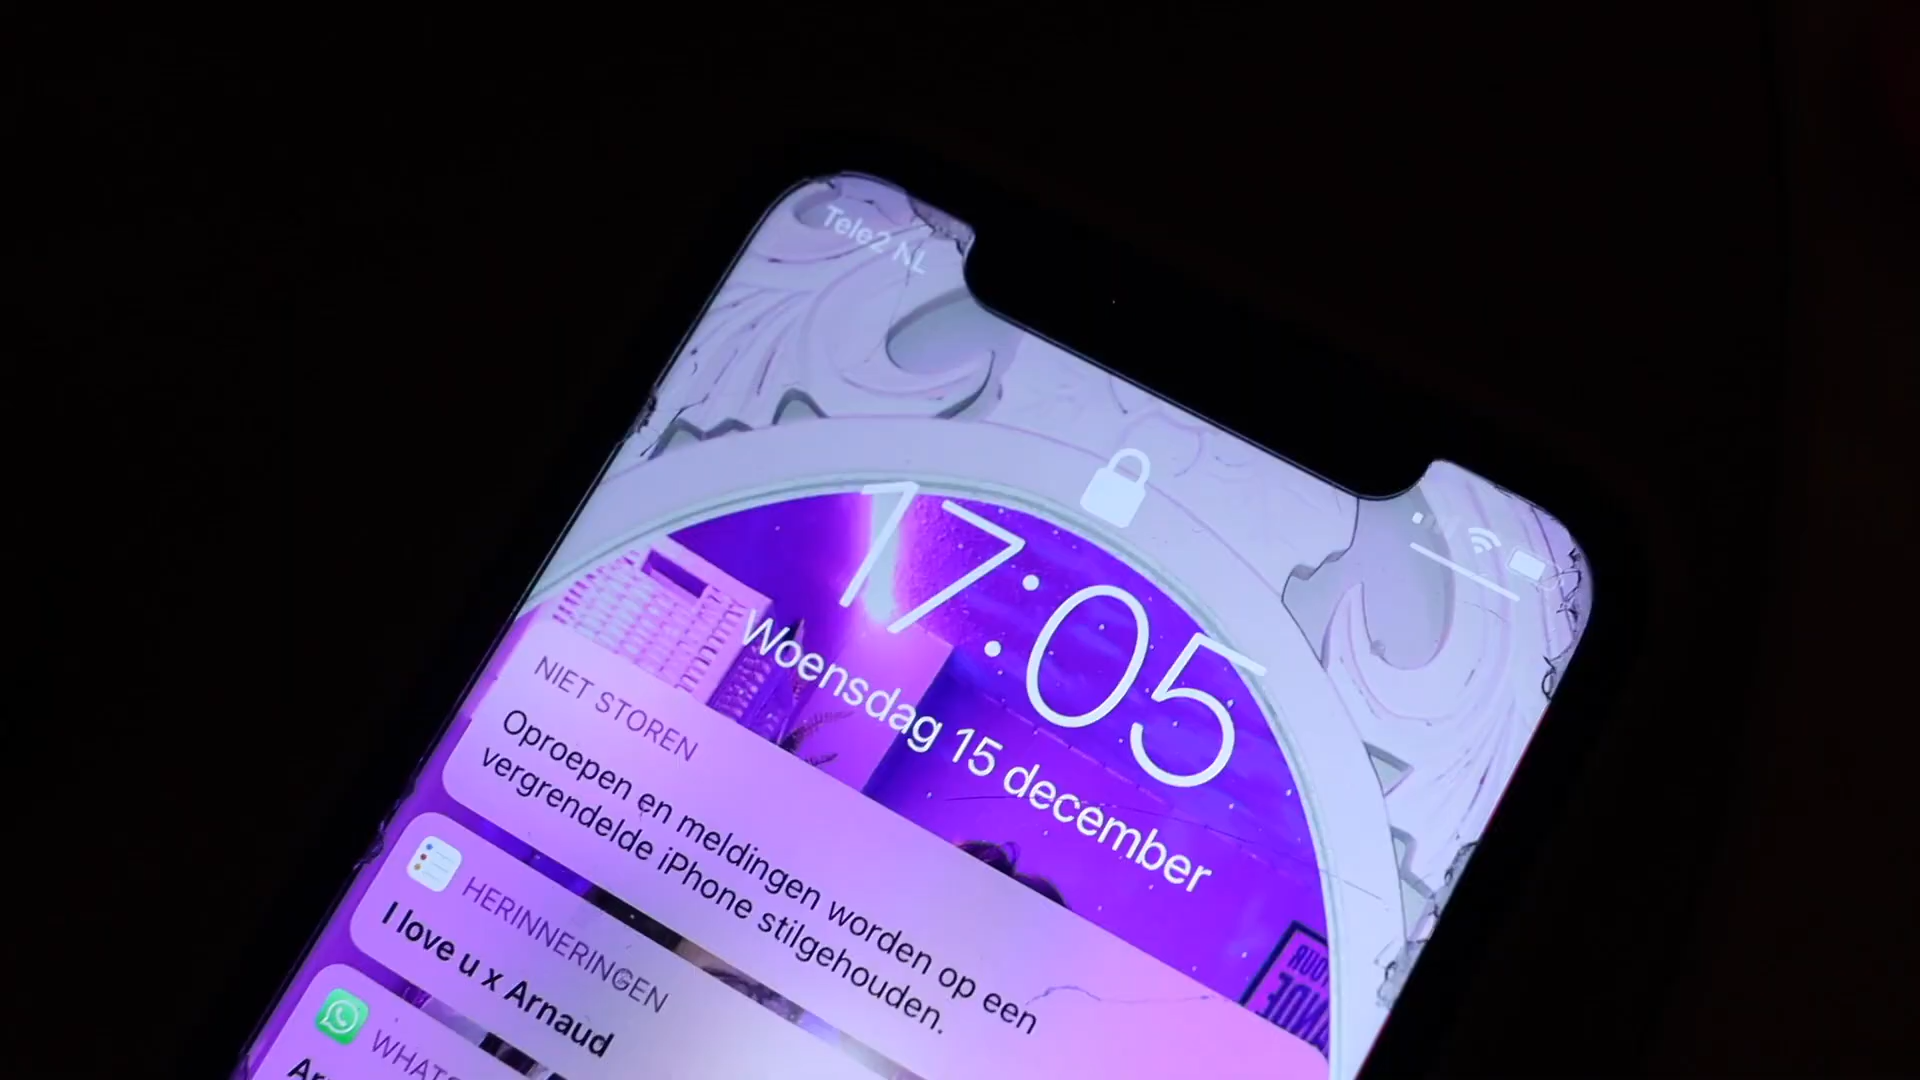 Tele2 NL
17:05
Woensdag 15 december
NIET STOREN
Oproepen en meldingen worden op een
vergrendelde iPhone stilgehouden.
HERINNERINGEN
I love u x Arnaud